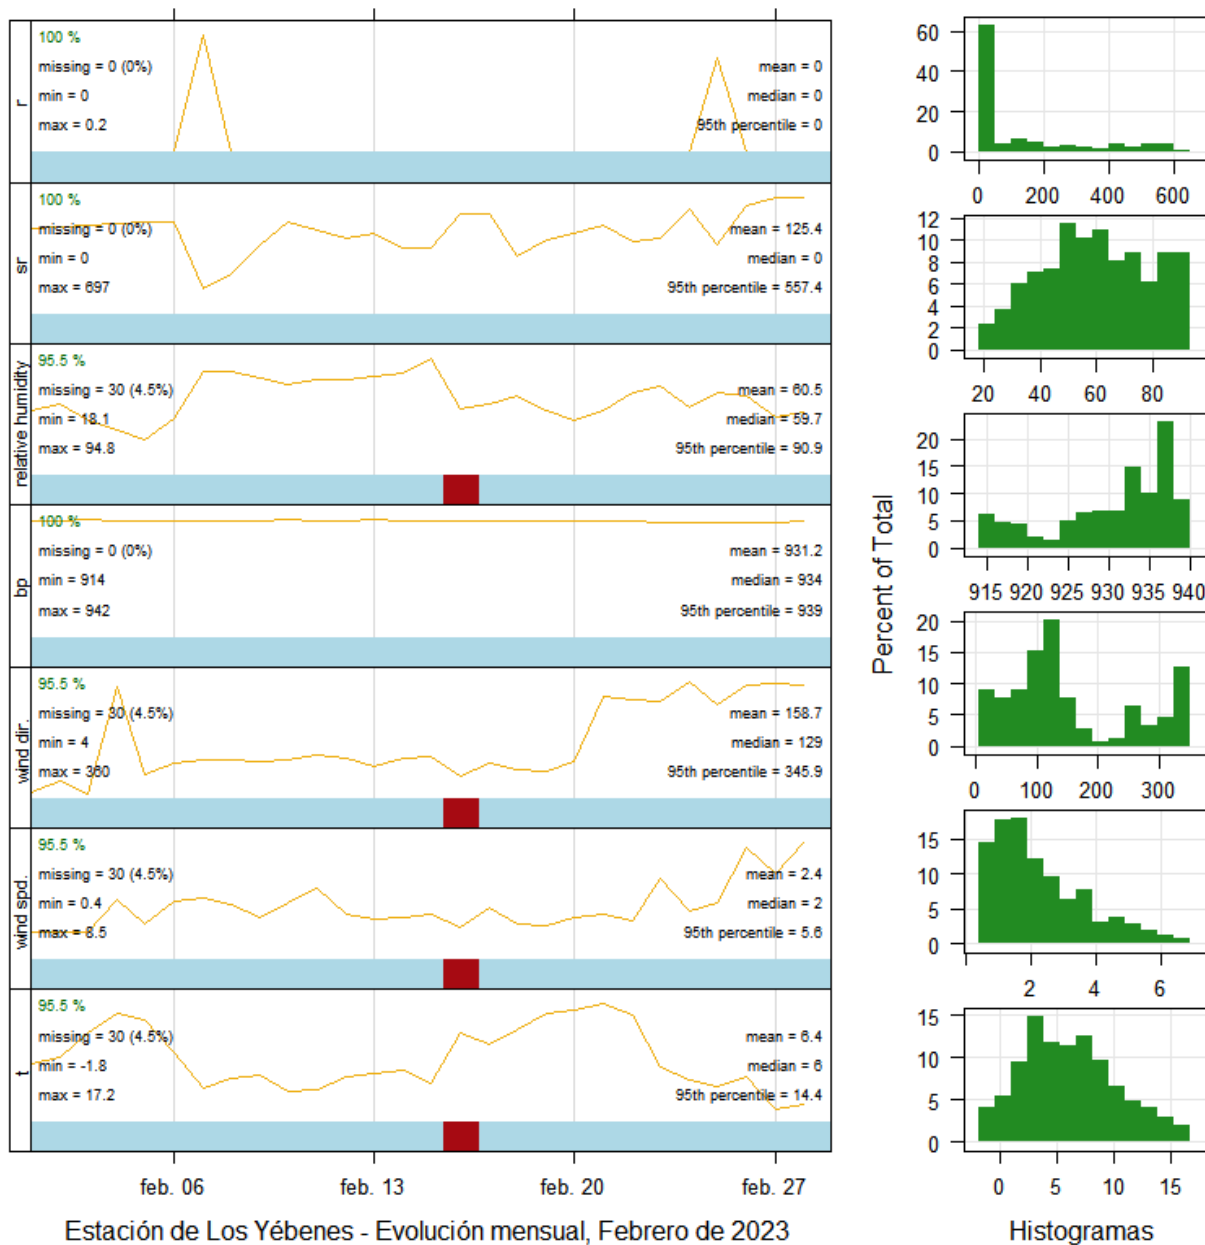 r
100 %
missing = 0 (0%)
min = 0
max = 0.2
mean = 0
median = 0
95th percentile = 0
sr
100 %
missing = 0 (0%)
min = 0
max = 697
mean = 125.4
median = 0
95th percentile = 557.4
relative humidity
95.5 %
missing = 30 (4.5%)
min = 18.1
max = 94.8
mean = 60.5
median = 59.7
95th percentile = 90.9
bp
100 %
missing = 0 (0%)
min = 914
max = 942
mean = 931.2
median = 934
95th percentile = 939
wind dir.
95.5 %
missing = 30 (4.5%)
min = 4
max = 360
mean = 158.7
median = 129
95th percentile = 345.9
wind spd.
95.5 %
missing = 30 (4.5%)
min = 0.4
max = 8.5
mean = 2.4
median = 2
95th percentile = 5.6
t
95.5 %
missing = 30 (4.5%)
min = -1.8
max = 17.2
mean = 6.4
median = 6
95th percentile = 14.4
feb. 06 feb. 13 feb. 20 feb. 27
Estación de Los Yébenes - Evolución mensual, Febrero de 2023
Percent of Total
60
40
20
0
0 200 400 600
12
10
8
6
4
2
0
20 40 60 80
20
15
10
5
0
915 920 925 930 935 940
20
15
10
5
0
0 100 200 300
15
10
5
0
2 4 6
15
10
5
0
0 5 10 15
Histogramas